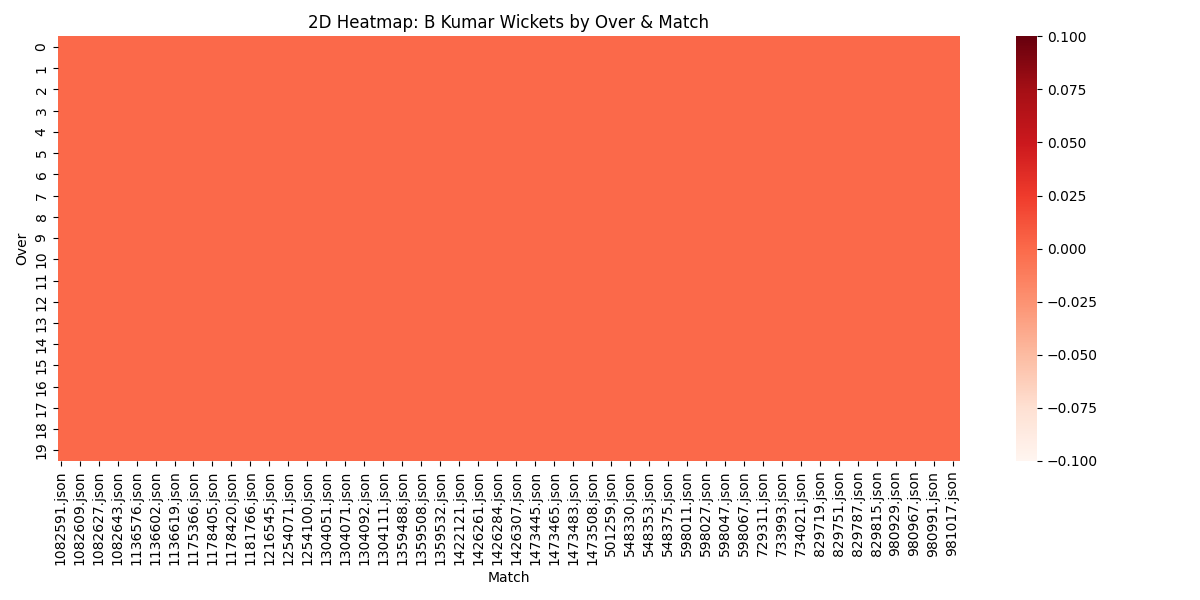 2D Heatmap: B Kumar Wickets by Over & Match
Over
0
1
2
3
4
5
6
7
8
9
10
11
12
13
14
15
16
17
18
19
1082591.json
1082609.json
1082627.json
1082643.json
1136576.json
1136602.json
1136619.json
1175366.json
1178405.json
1178420.json
1181766.json
1216545.json
1254071.json
1254100.json
1304051.json
1304071.json
1304092.json
1304111.json
1359488.json
1359508.json
1359532.json
1422121.json
1426261.json
1426284.json
1426307.json
1473445.json
1473465.json
1473483.json
1473508.json
501259.json
548330.json
548353.json
548375.json
598011.json
598027.json
598047.json
598067.json
729311.json
733993.json
734021.json
829719.json
829751.json
829787.json
829815.json
980929.json
980967.json
980991.json
981017.json
Match
0.100
0.075
0.050
0.025
0.000
−0.025
−0.050
−0.075
−0.100